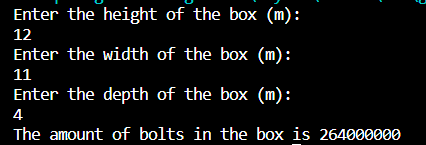 Enter the height of the box (m):
12
Enter the width of the box (m):
11
Enter the depth of the box (m):
4
The amount of bolts in the box is 264000000